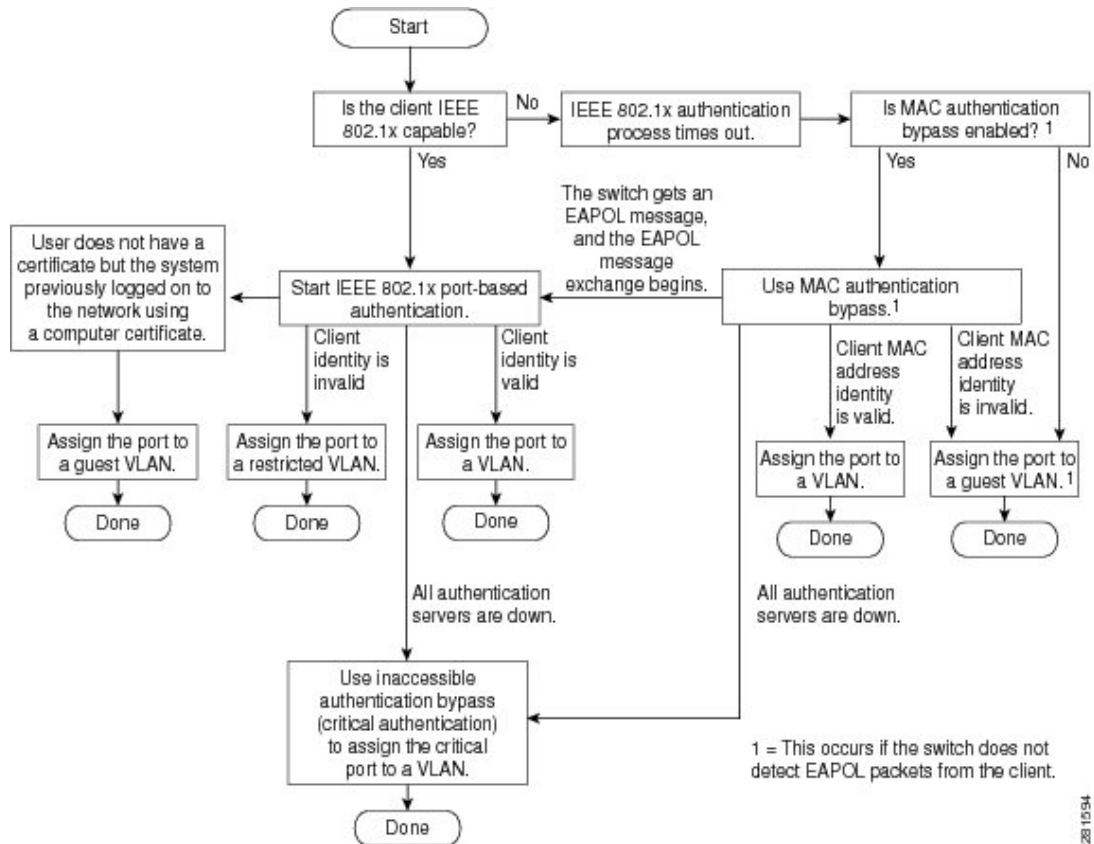 Start
Is the client IEEE
802.1x capable?
No
IEEE 802.1x authentication
process times out.
Is MAC authentication
bypass enabled? 1
Yes
Yes
No
The switch gets an
EAPOL message,
and the EAPOL
message
exchange begins.
User does not have a
certificate but the system
previously logged on to
the network using
a computer certificate.
Start IEEE 802.1x port-based
authentication.
Use MAC authentication
bypass.1
Client
identity is
invalid
Client
identity is
valid
Client MAC
address
identity
is valid.
Client MAC
address
identity
is invalid.
Assign the port to
a guest VLAN.
Assign the port to
a restricted VLAN.
Assign the port to
a VLAN.
Assign the port to
a VLAN.
Assign the port to
a guest VLAN.1
Done
Done
Done
Done
Done
All authentication
servers are down.
All authentication
servers are down.
Use inaccessible
authentication bypass
(critical authentication)
to assign the critical
port to a VLAN.
1 = This occurs if the switch does not
detect EAPOL packets from the client.
Done
281594